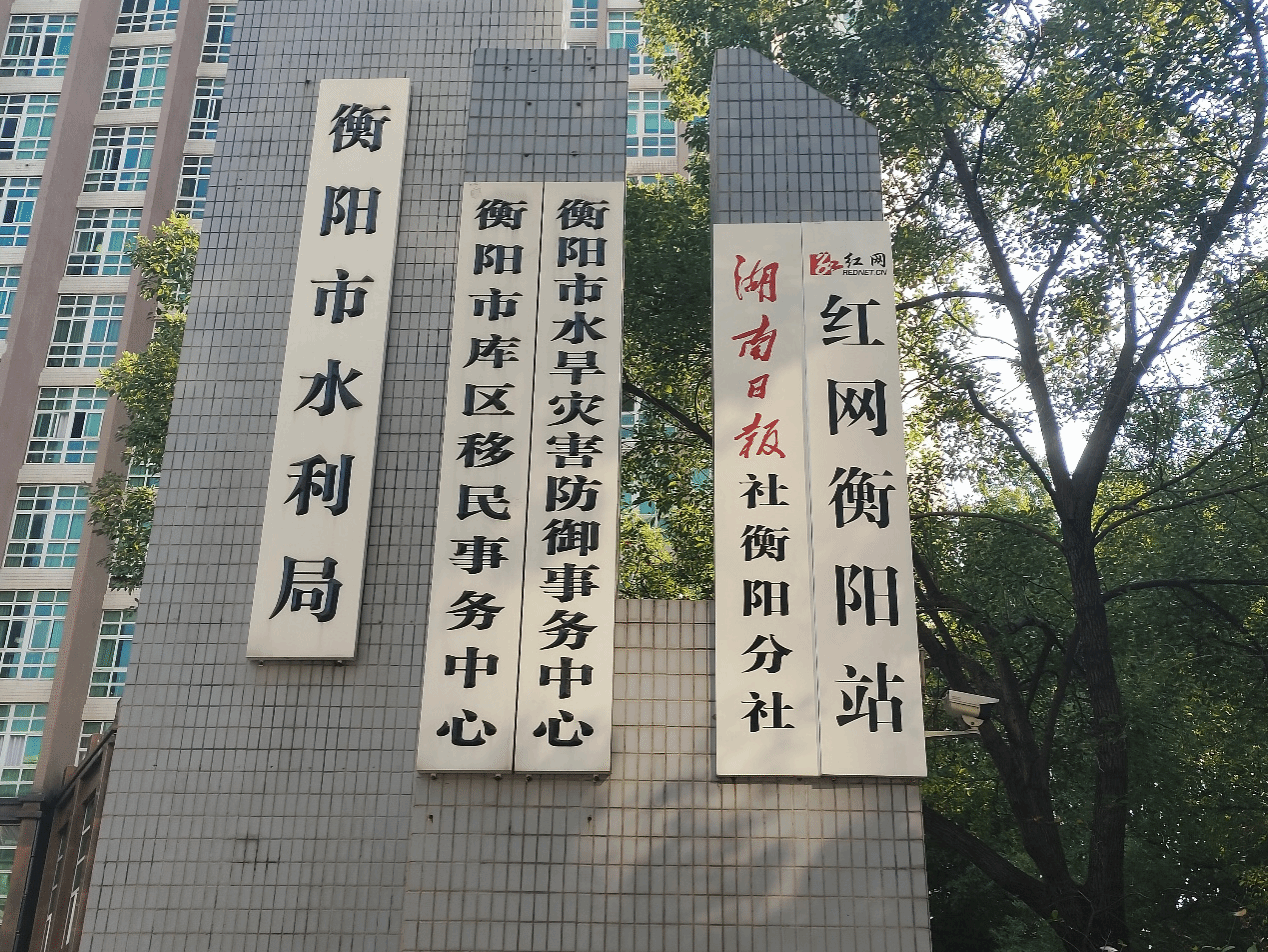 衡阳市水利局
衡阳市库区移民事务中心
衡阳市水旱灾害防御事务中心
湖南日报社衡阳分社
红网
REDNET.CN
红网衡阳站